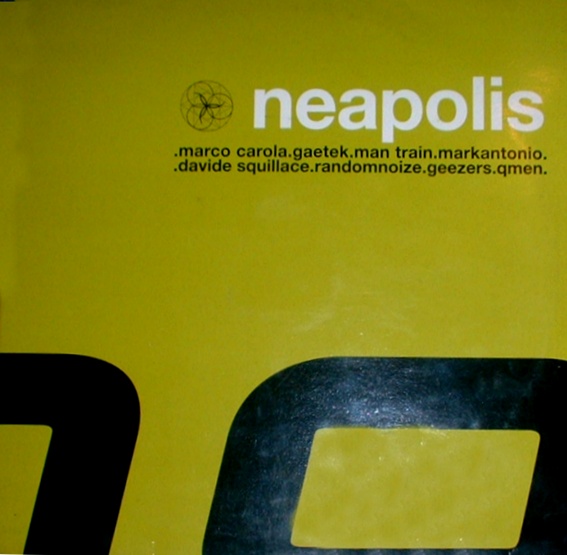 neapolis
.marco carola.gaetek.man train.markantonio.
.davide squillace.randomnoize.geezers.qmen.